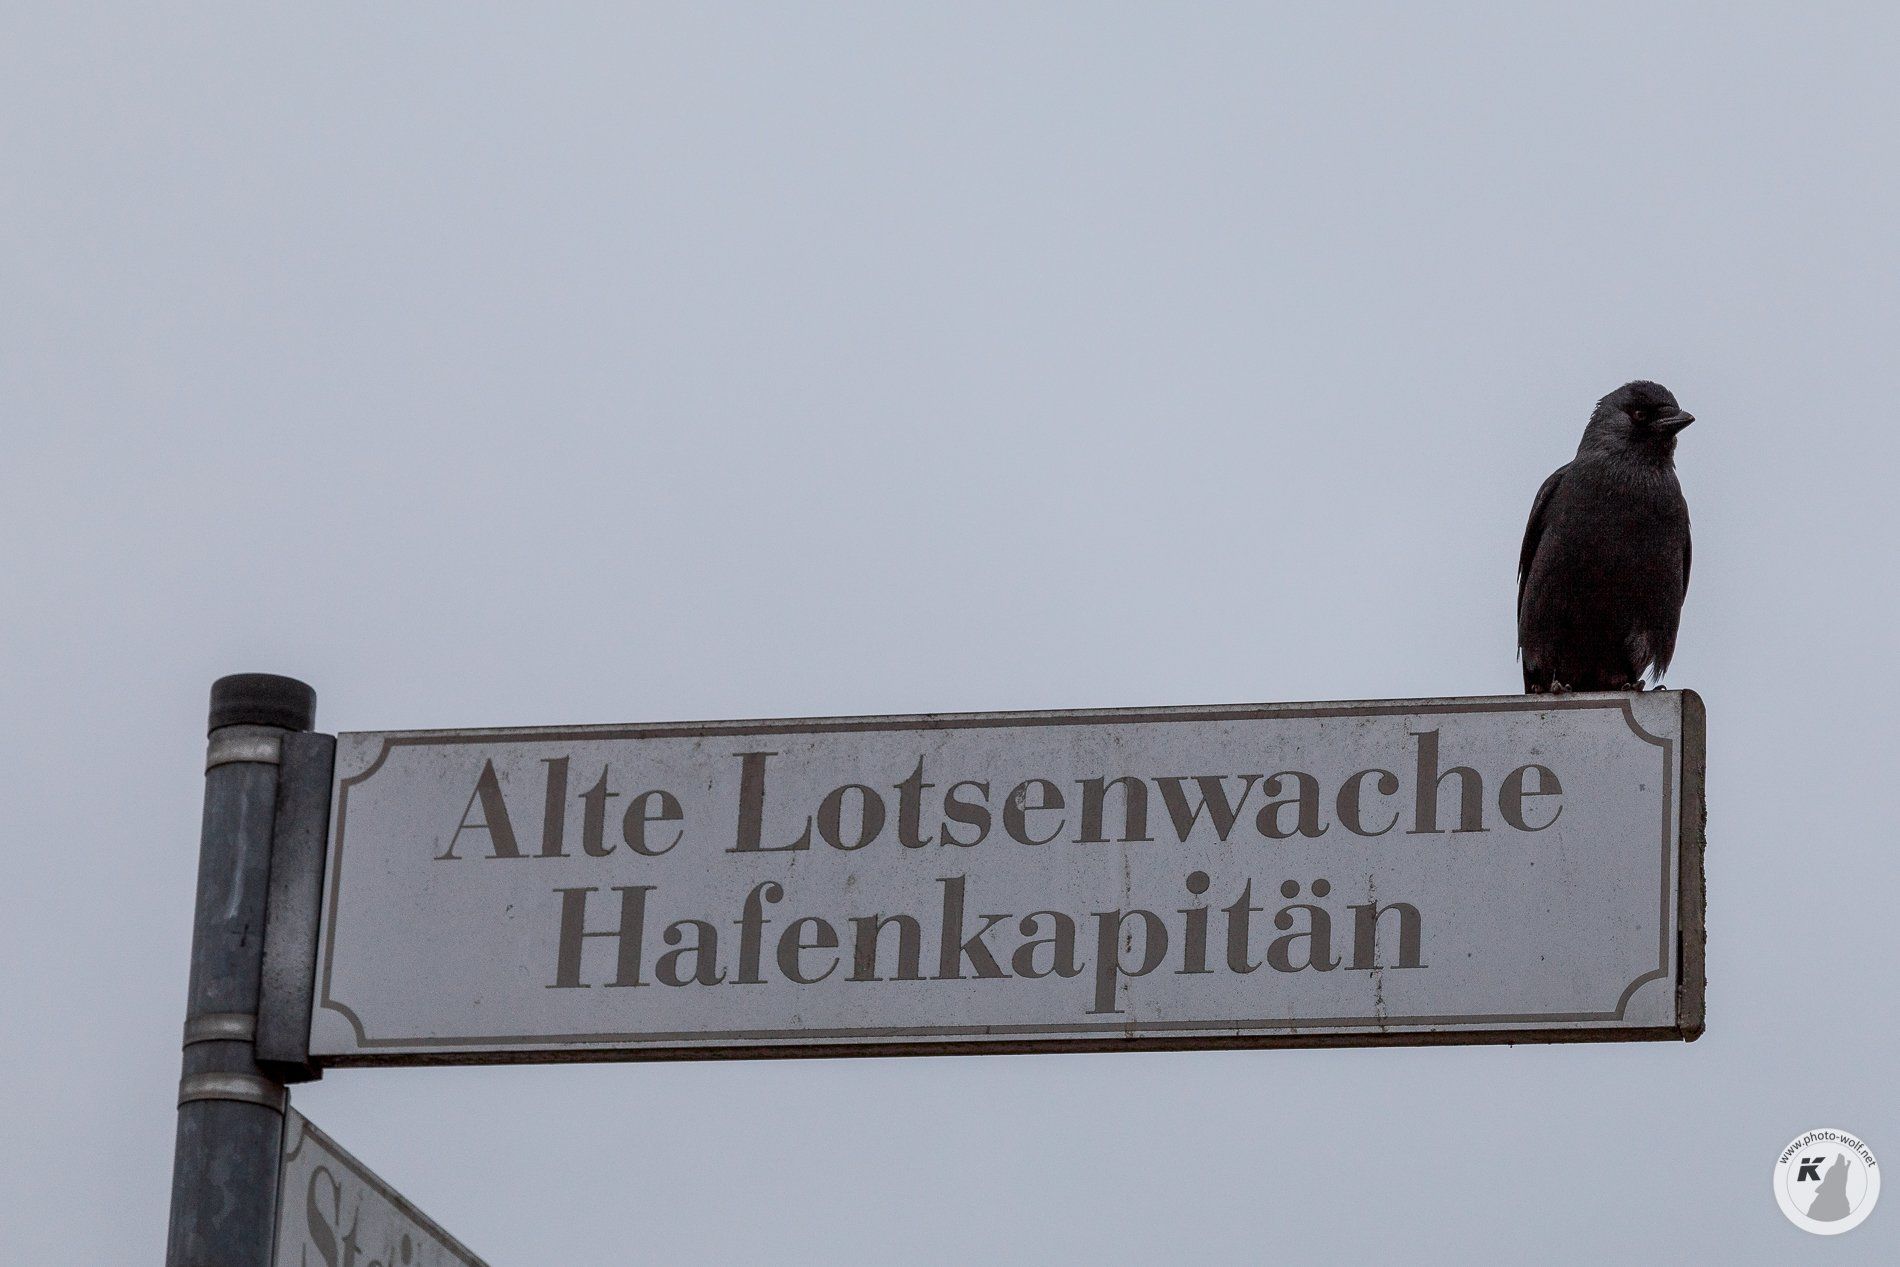 Alte Lotsenwache
Hafenkapitän
www.photo-wolf.net
K